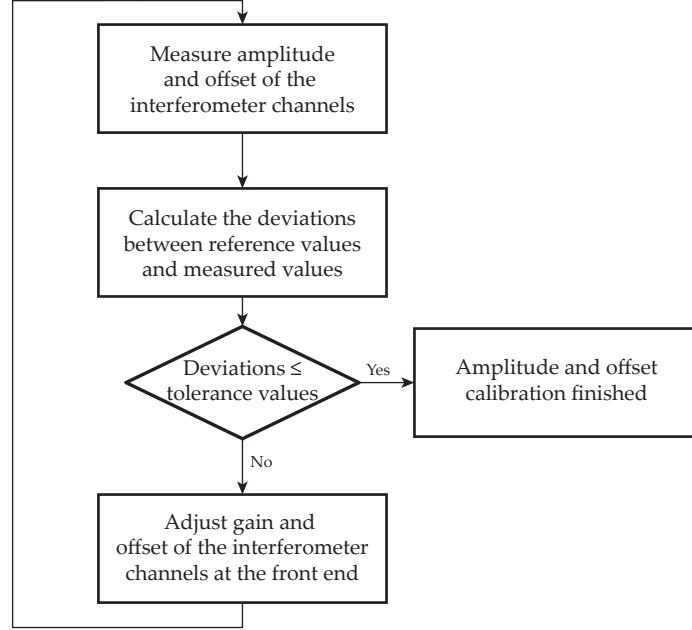 Measure amplitude
and offset of the
interferometer channels
Calculate the deviations
between reference values
and measured values
Deviations ≤
tolerance values
Yes
Amplitude and offset
calibration finished
No
Adjust gain and
offset of the interferometer
channels at the front end